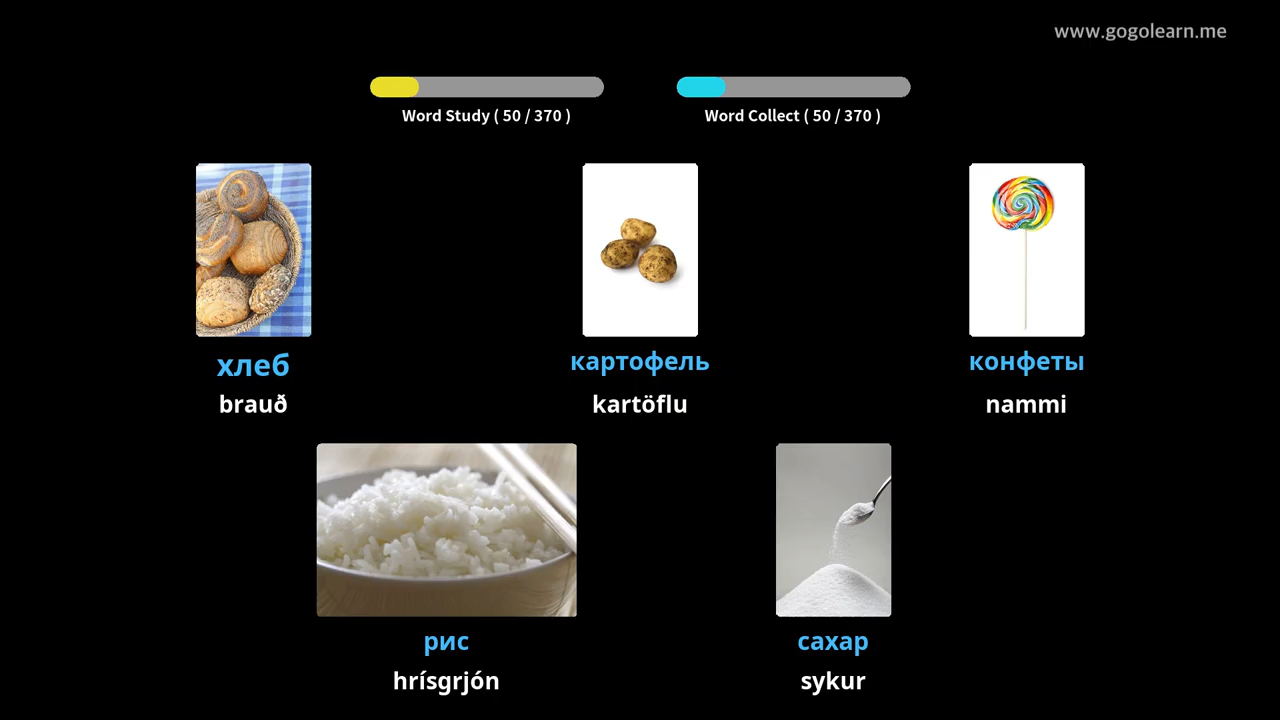 www.gogolearn.me
Word Study ( 50 / 370 )
Word Collect ( 50 / 370 )
хлеб
brauð
картофель
kartöflu
конфеты
nammi
рис
hrísgrjón
сахар
sykur